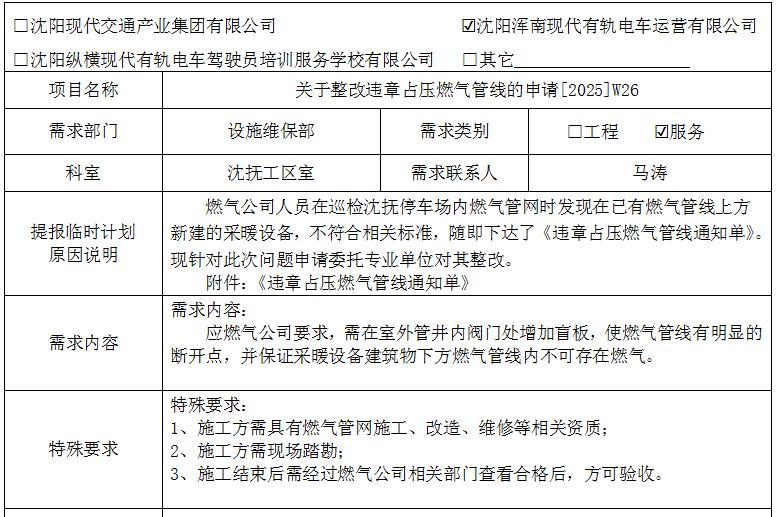 □沈阳现代交通产业集团有限公司 ☑沈阳浑南现代有轨电车运营有限公司
□沈阳纵横现代有轨电车驾驶员培训服务学校有限公司 □其它
项目名称 关于整改违章占压燃气管线的申请[2025]W26
需求部门 设施维保部 需求类别 □工程 ☑服务
科室 沈抚工区室 需求联系人 马涛
提报临时计划
原因说明
燃气公司人员在巡检沈抚停车场内燃气管网时发现在已有燃气管线上方
新建的采暖设备，不符合相关标准，随即下达了《违章占压燃气管线通知单》。
现针对此次问题申请委托专业单位对其整改。
附件：《违章占压燃气管线通知单》
需求内容
需求内容：
应燃气公司要求，需在室外管井内阀门处增加盲板，使燃气管线有明显的
断开点，并保证采暖设备建筑物下方燃气管线内不可存在燃气。
特殊要求
特殊要求：
1、施工方需具有燃气管网施工、改造、维修等相关资质；
2、施工方需现场踏勘；
3、施工结束后需经过燃气公司相关部门查看合格后，方可验收。